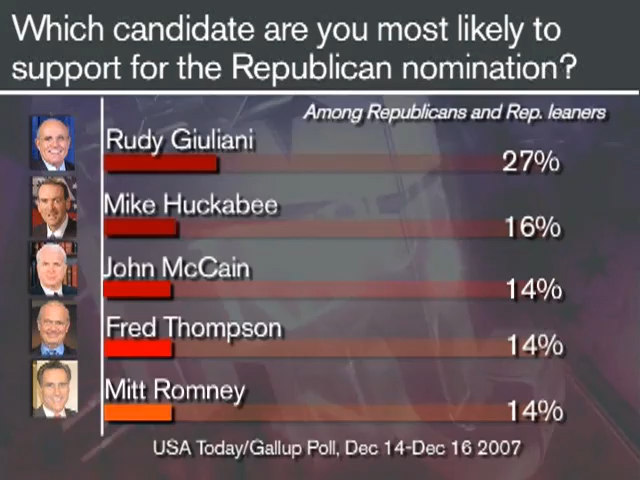 Which candidate are you most likely to
support for the Republican nomination?
Among Republicans and Rep. leaners
Rudy Giuliani
27%
Mike Huckabee
16%
John McCain
14%
Fred Thompson
14%
Mitt Romney
14%
USA Today/Gallup Poll, Dec 14-Dec 16 2007